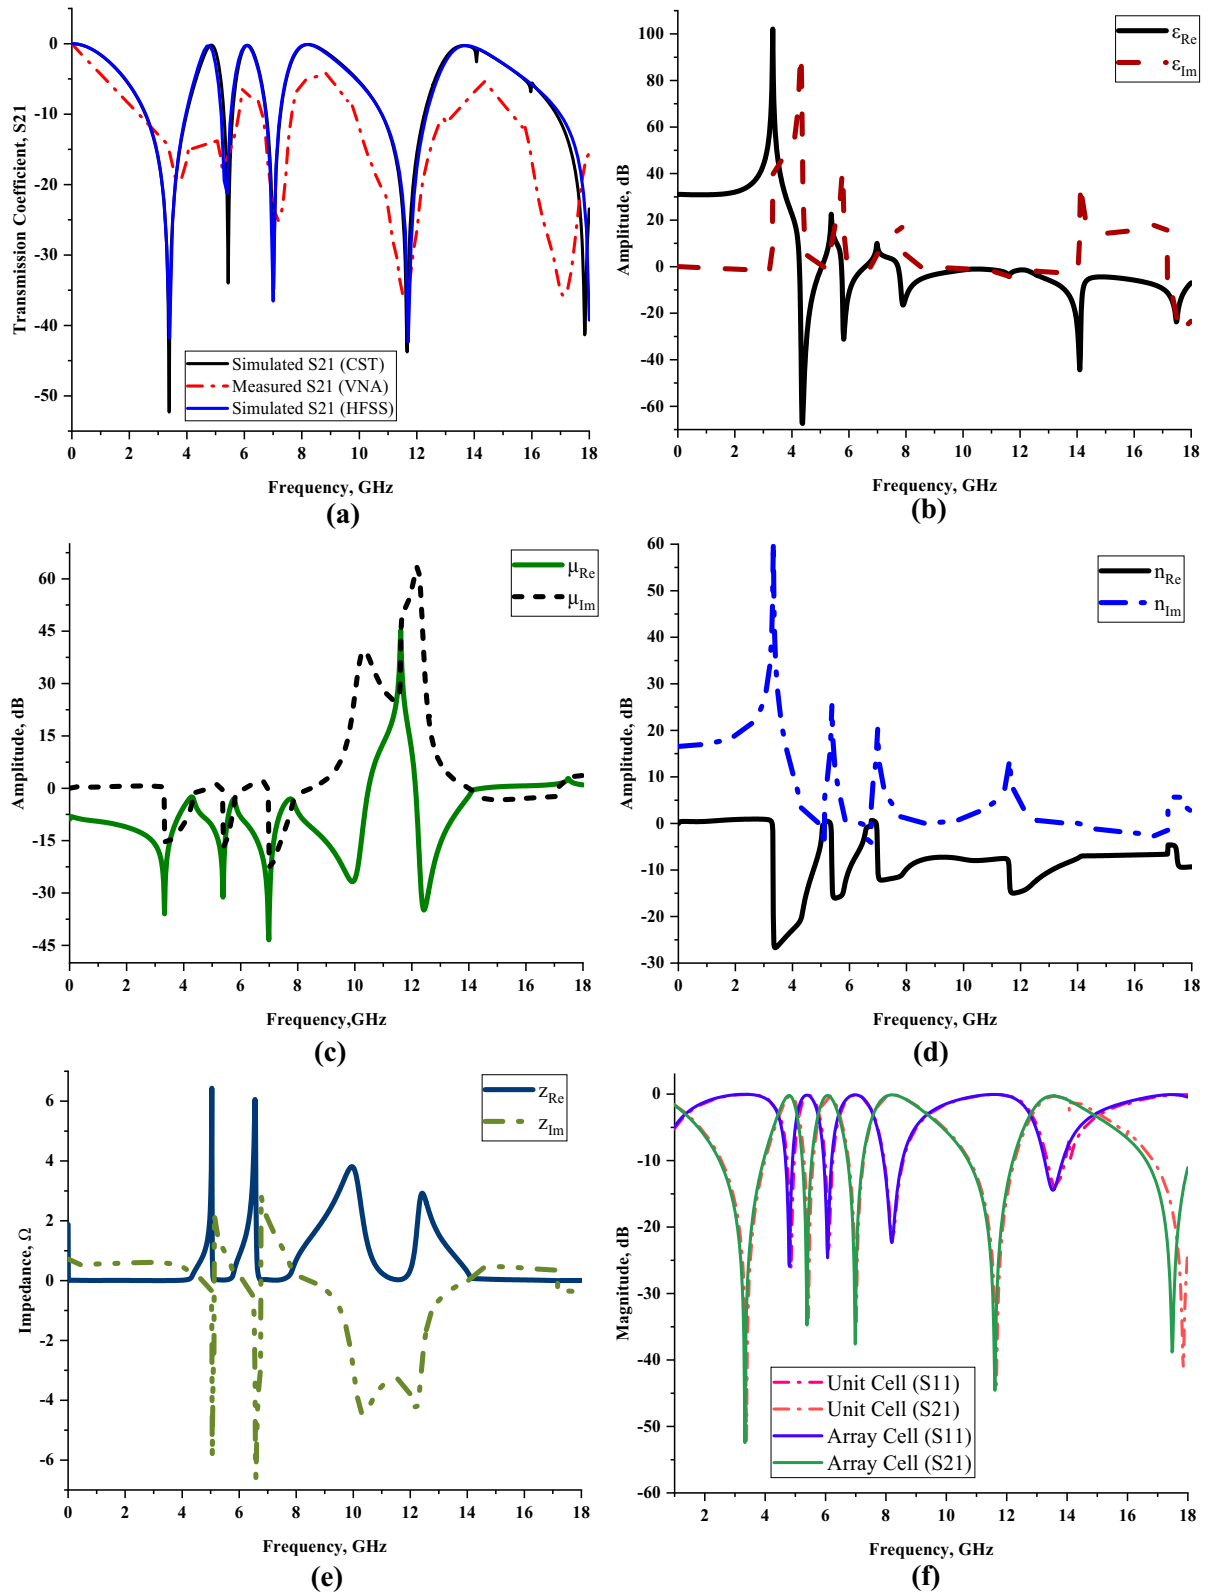 0
-10
-20
-30
-40
-50
Transmission Coefficient, S21
Simulated S21 (CST)
Measured S21 (VNA)
Simulated S21 (HFSS)
0 2 4 6 8 10 12 14 16 18
Frequency, GHz
(a)
εRe
εIm
100
80
60
40
20
0
-20
-40
-60
Amplitude, dB
0 2 4 6 8 10 12 14 16 18
Frequency, GHz
(b)
μRe
μIm
60
45
30
15
0
-15
-30
-45
Amplitude, dB
0 2 4 6 8 10 12 14 16 18
Frequency,GHz
(c)
nRe
nIm
60
50
40
30
20
10
0
-10
-20
-30
Amplitude, dB
0 2 4 6 8 10 12 14 16 18
Frequency, GHz
(d)
zRe
zIm
6
4
2
0
-2
-4
-6
Impedance, Ω
0 2 4 6 8 10 12 14 16 18
Frequency, GHz
(e)
0
-10
-20
-30
-40
-50
-60
Magnitude, dB
Unit Cell (S11)
Unit Cell (S21)
Array Cell (S11)
Array Cell (S21)
2 4 6 8 10 12 14 16 18
Frequency, GHz
(f)